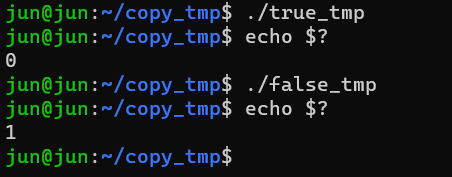 jun@jun:~/copy_tmp$ ./true_tmp
jun@jun:~/copy_tmp$ echo $?
0
jun@jun:~/copy_tmp$ ./false_tmp
jun@jun:~/copy_tmp$ echo $?
1
jun@jun:~/copy_tmp$